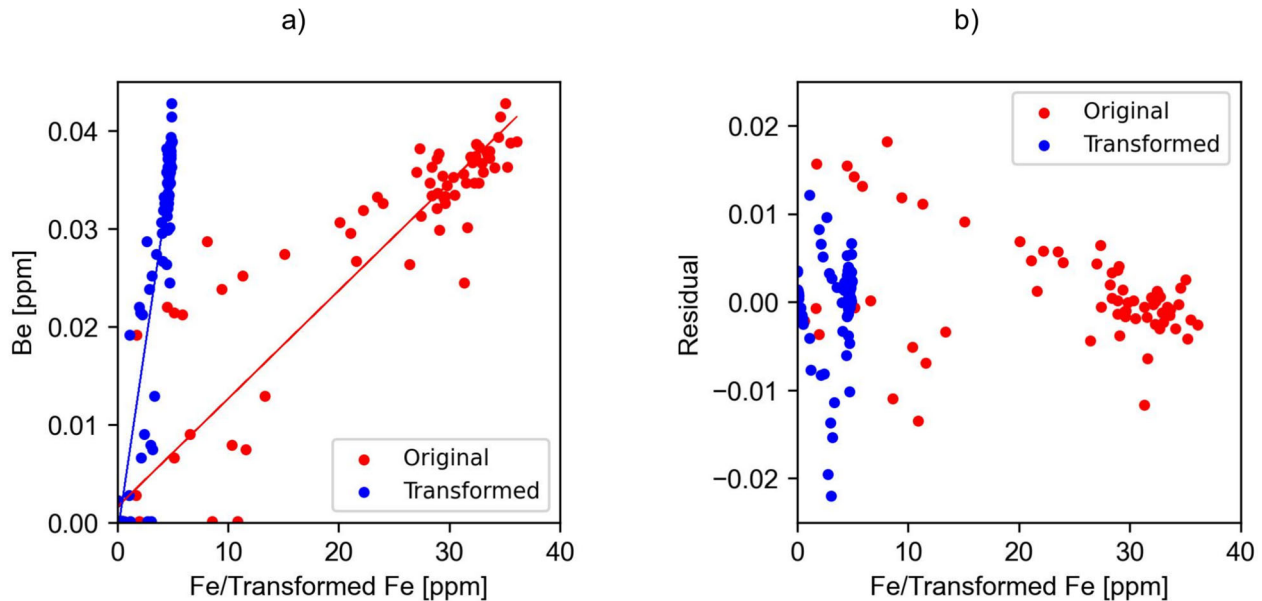 a)
b)
0.04
0.03
0.02
0.01
0.00
Be [ppm]
Original
Transformed
0
10
20
30
40
Fe/Transformed Fe [ppm]
0.02
0.01
0.00
−0.01
−0.02
Residual
Original
Transformed
0
10
20
30
40
Fe/Transformed Fe [ppm]